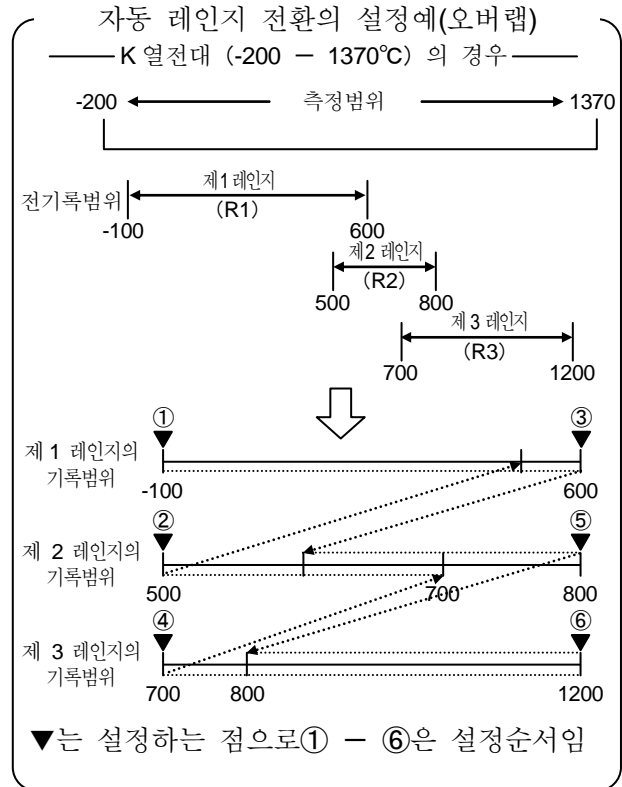 자동 레인지 전환의 설정예(오버랩)
K 열전대 (-200 － 1370℃) 의 경우
-200 측정범위 1370
제1 레인지
전기록범위 (R1)
-100 600
제2 레인지
(R2)
500 800
제 3 레인지
(R3)
700 1200
① ③
제 1 레인지의
기록범위
-100 600
② ⑤
제 2 레인지의
기록범위
500 700 800
④ ⑥
제 3 레인지의
기록범위
700 800 1200
▼는 설정하는 점으로① － ⑥은 설정순서임